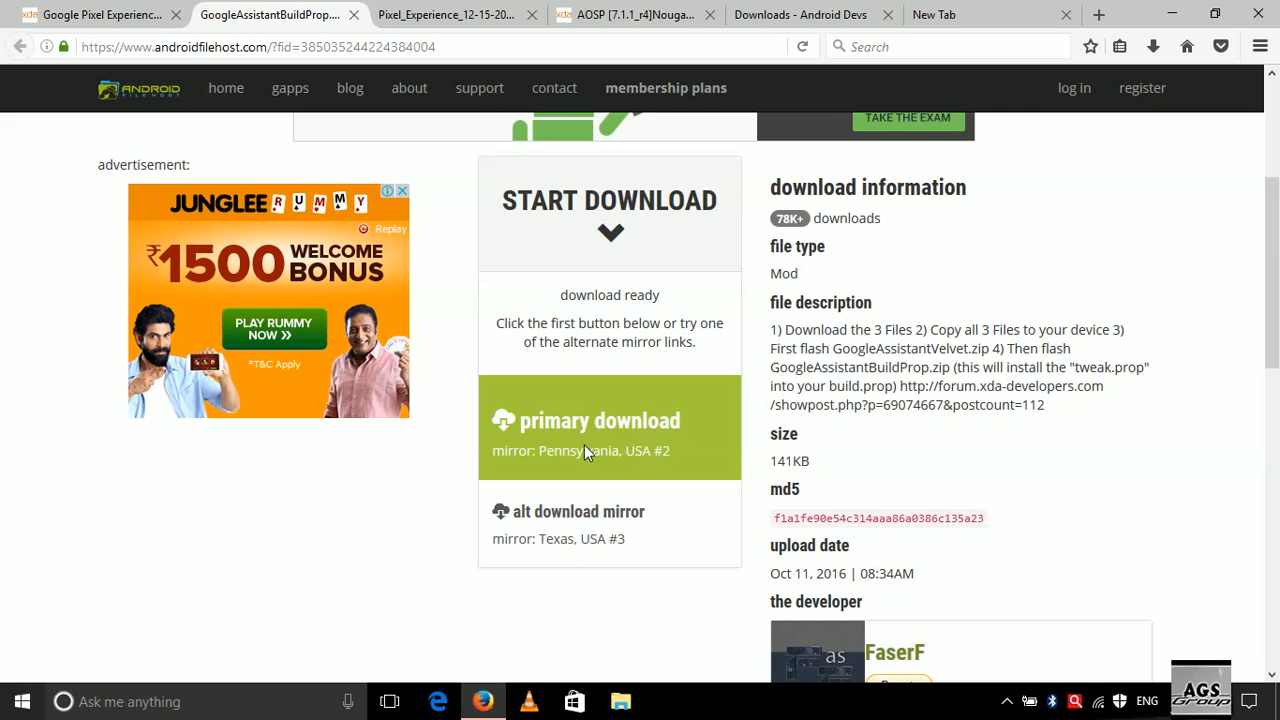 Google Pixel Experience ...
GoogleAssistantBuildProp....
Pixel_Experience_12-15-20...
xda AOSP [7.1.1_r4]Nouga...
Downloads - Android Devs
New Tab
https://www.androidfilehost.com/?fid=385035244224384004
Search
ANDROID
FILE HOST
home
gapps
blog
about
support
contact
membership plans
log in
register
TAKE THE EXAM
advertisement:
JUNGLEE RUMMY
Replay
₹1500 WELCOME
BONUS
PLAY RUMMY
NOW »
*T&C Apply
START DOWNLOAD
download ready
Click the first button below or try one
of the alternate mirror links.
primary download
mirror: Pennsylvania, USA #2
alt download mirror
mirror: Texas, USA #3
download information
78K+ downloads
file type
Mod
file description
1) Download the 3 Files 2) Copy all 3 Files to your device 3)
First flash GoogleAssistantVelvet.zip 4) Then flash
GoogleAssistantBuildProp.zip (this will install the "tweak.prop"
into your build.prop) http://forum.xda-developers.com
/showpost.php?p=69074667&postcount=112
size
141KB
md5
f1a1fe90e54c314aaa86a0386c135a23
upload date
Oct 11, 2016 | 08:34AM
the developer
as
FaserF
Ask me anything
ENG
AGS
Group